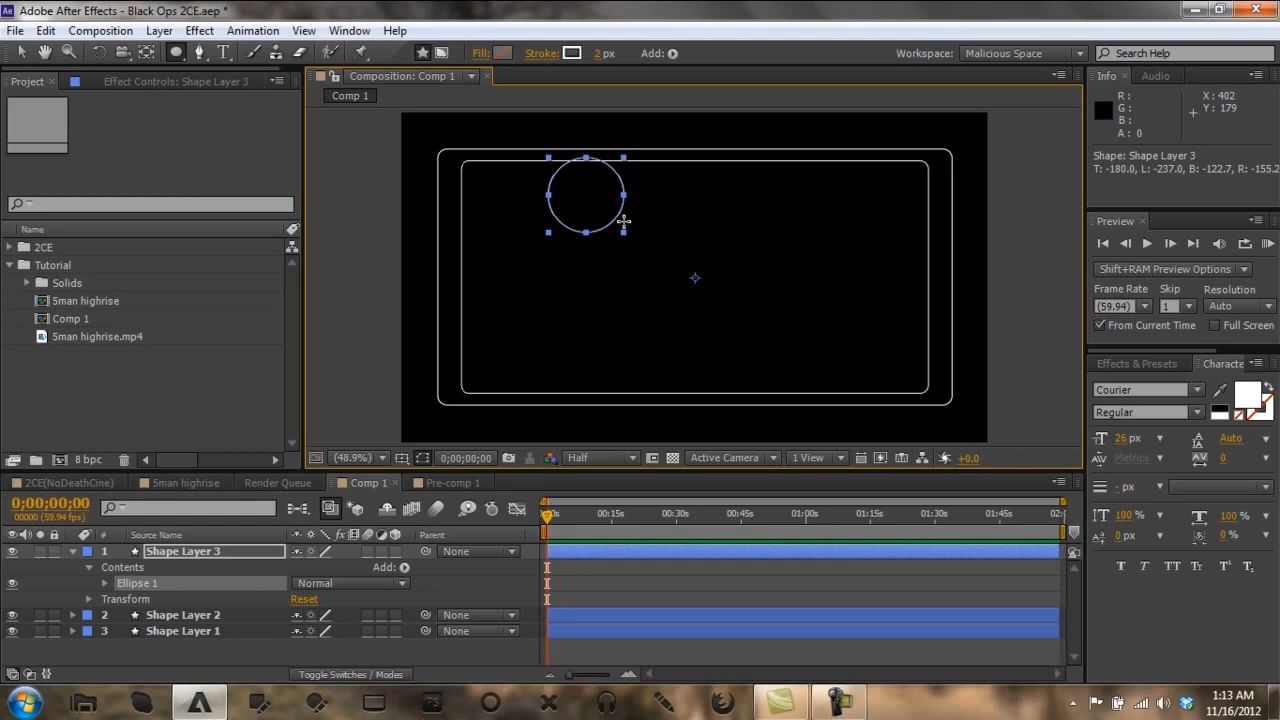 Adobe After Effects - Black Ops 2CE.aep *
File Edit Composition Layer Effect Animation View Window Help
Fill: Stroke: 2 px Add: Workspace: Malicious Space Search Help
Project Effect Controls: Shape Layer 3 Composition: Comp 1 Info Audio
Comp 1
R: X: 402
G: Y: 179
B:
A: 0
Shape: Shape Layer 3
T: -180.0, L: -237.0, B: -122.7, R: -155.2
Preview
Name
2CE
Tutorial
Solids
5man highrise
Comp 1
5man highrise.mp4
Shift+RAM Preview Options
Frame Rate Skip Resolution
(59.94) 1 Auto
From Current Time Full Screen
Effects & Presets Characte
Courier
Regular
26 px Auto
Metrics 0
- px
100 % 100 %
0 px 0 %
T T TT Tт T¹ T,
8 bpc (48.9%) 0;00;00;00 Half Active Camera 1 View +0.0
2CE(NoDeathCine) 5man highrise Render Queue Comp 1 Pre-comp 1
0;00;00;00
00000 (59.94 fps)
00:15s 00:30s 00:45s 01:00s 01:15s 01:30s 01:45s 02:
# Source Name Parent
1 Shape Layer 3 None
Contents Add:
Ellipse 1 Normal
Transform Reset
2 Shape Layer 2 None
3 Shape Layer 1 None
Toggle Switches / Modes
1:13 AM
11/16/2012